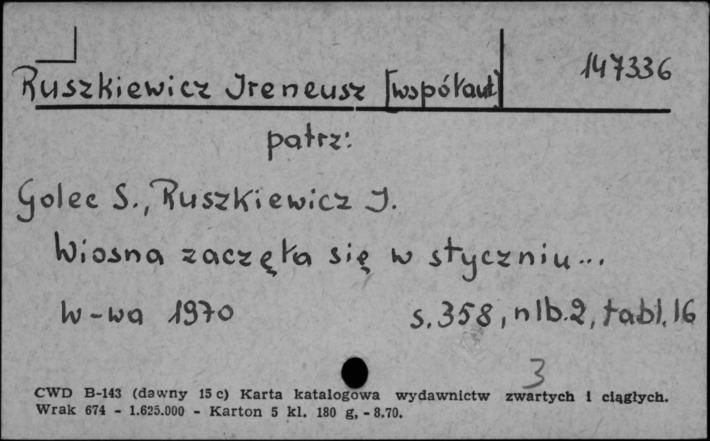 147336
Ruszkiewicz Ireneusz [współaut]
patrz:
Golec S., Ruszkiewicz I.
Wiosna zaczęła się w styczniu...
W-wa 1970 s. 358, nlb. 2, tabl. 16
3
CWD B-143 (dawny 15 c) Karta katalogowa wydawnictw zwartych i ciągłych.
Wrak 674 - 1.625.000 - Karton 5 kl. 180 g, - 8.70.